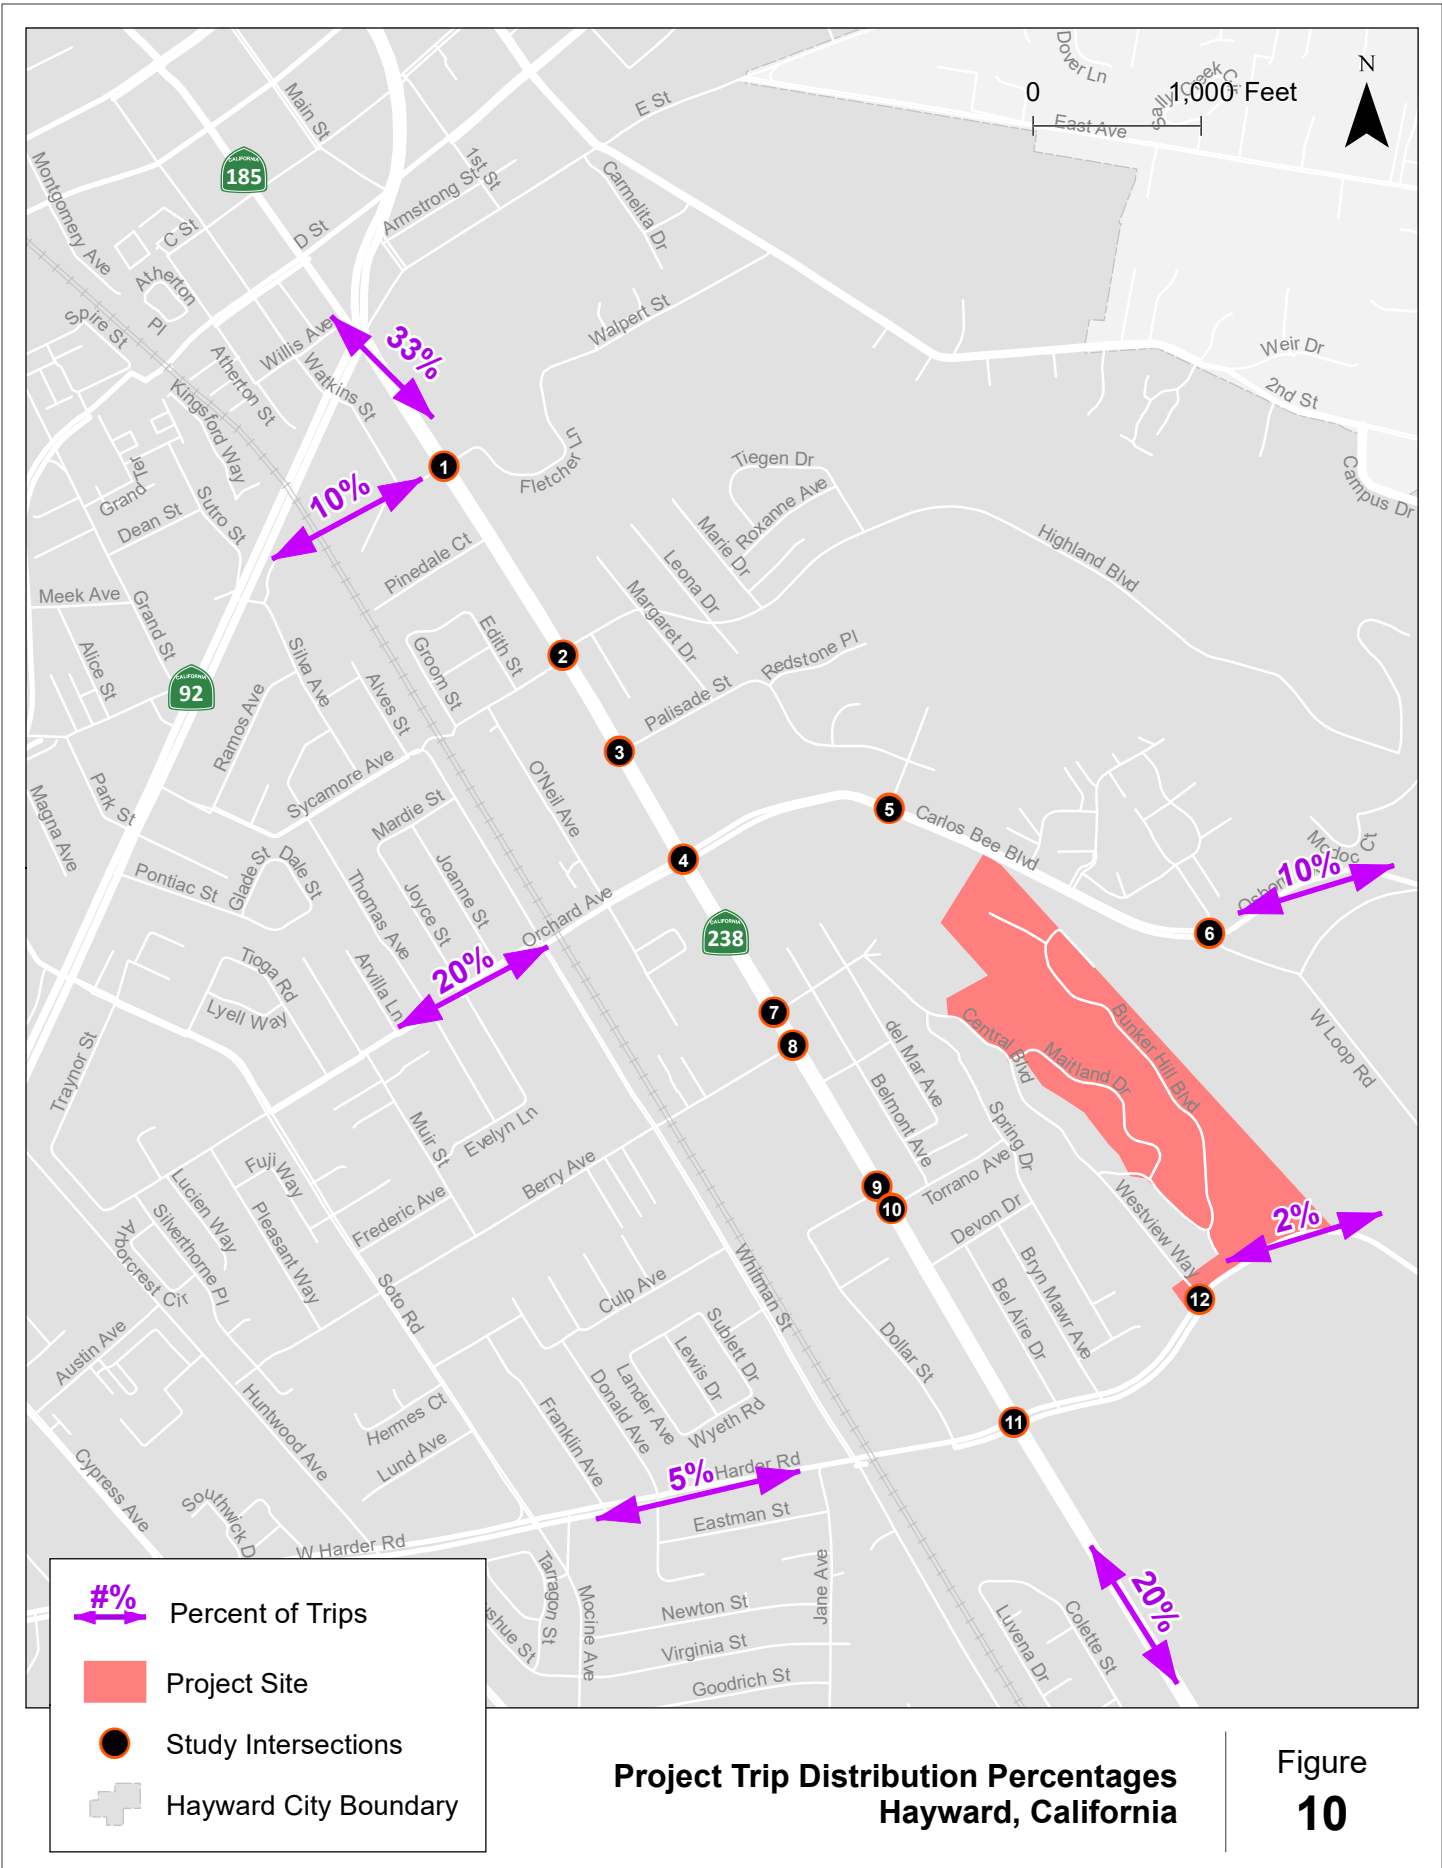 Dover Ln
Sally Creek Cir
N
0
1,000 Feet
East Ave
Main St
E St
1st St
CALIFORNIA
185
Montgomery Ave
Armstrong St
Carmelita Dr
C St
D St
Atherton Pl
Spire St
Willis Ave
33%
Walpert St
Weir Dr
2nd St
Atherton St
Watkins St
Kingsford Way
1
Fletcher Ln
Tiegen Dr
Campus Dr
10%
Grand Ter
Sutro St
Dean St
Roxanne Ave
Marie Dr
Highland Blvd
Pinedale Ct
Leona Dr
Meek Ave
Grand St
Margaret Dr
Edith St
Groom St
2
Alice St
Silva Ave
CALIFORNIA
92
Redstone Pl
Alves St
Palisade St
Ramos Ave
3
Park St
Magna Ave
Sycamore Ave
O'Neil Ave
Mardie St
5
Carlos Bee Blvd
4
Modoc Ct
10%
Pontiac St
Glade St
Dale St
Thomas Ave
Joyce St
Joanne St
Orchard Ave
CALIFORNIA
238
6
20%
Tioga Rd
Arvilla Ln
Lyell Way
7
8
Central Blvd
Bunker Hill Blvd
W Loop Rd
Maitland Dr
del Mar Ave
Belmont Ave
Traynor St
Muir St
Evelyn Ln
Spring Dr
Fuji Way
Berry Ave
9
10
Torrano Ave
Lucien Way
Silverthorne Pl
Pleasant Way
Frederic Ave
Arborcrest Cir
Westview Way
Devon Dr
2%
Whitman St
Soto Rd
Culp Ave
Bryn Mawr Ave
Bel Aire Dr
12
Austin Ave
Sublett Dr
Lewis Dr
Dollar St
Lander Ave
Donald Ave
Wyeth Rd
Huntwood Ave
Hermes Ct
Franklin Ave
Lund Ave
11
Cypress Ave
5%
Harder Rd
Southwick D
Eastman St
W Harder Rd
20%
Tarragon St
Mocine Ave
Jane Ave
Newton St
Virginia St
Goodrich St
Luvena Dr
Colette St
#%
Percent of Trips
Project Site
Study Intersections
Hayward City Boundary
Project Trip Distribution Percentages
Hayward, California
Figure
10